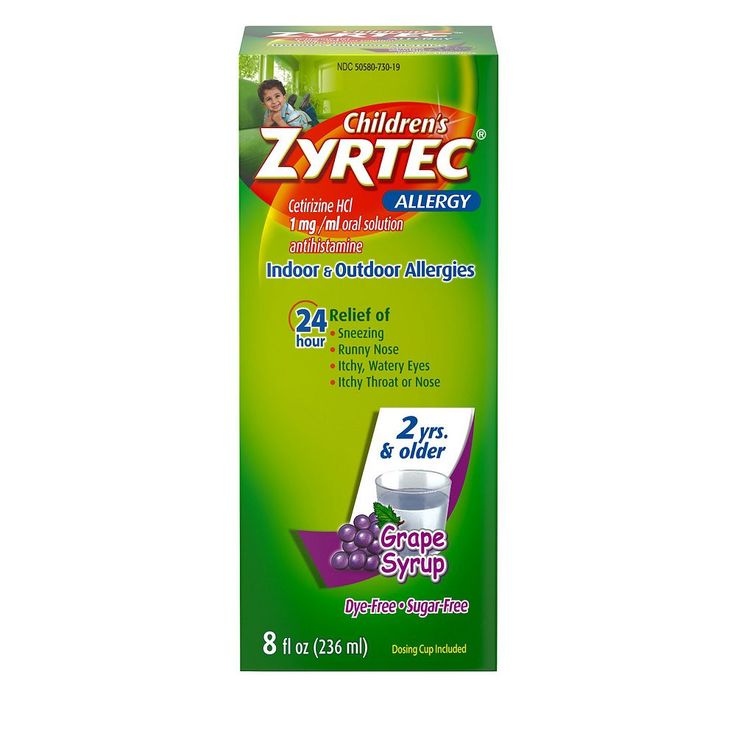 NDC 50580-730-19
Children's
ZYRTEC®
ALLERGY
Cetirizine HCl
1 mg /ml oral solution
antihistamine
Indoor & Outdoor Allergies
24
hour
Relief of
• Sneezing
• Runny Nose
• Itchy, Watery Eyes
• Itchy Throat or Nose
2 yrs.
& older
Grape
Syrup
Dye-Free • Sugar-Free
8 fl oz (236 ml)
Dosing Cup Included